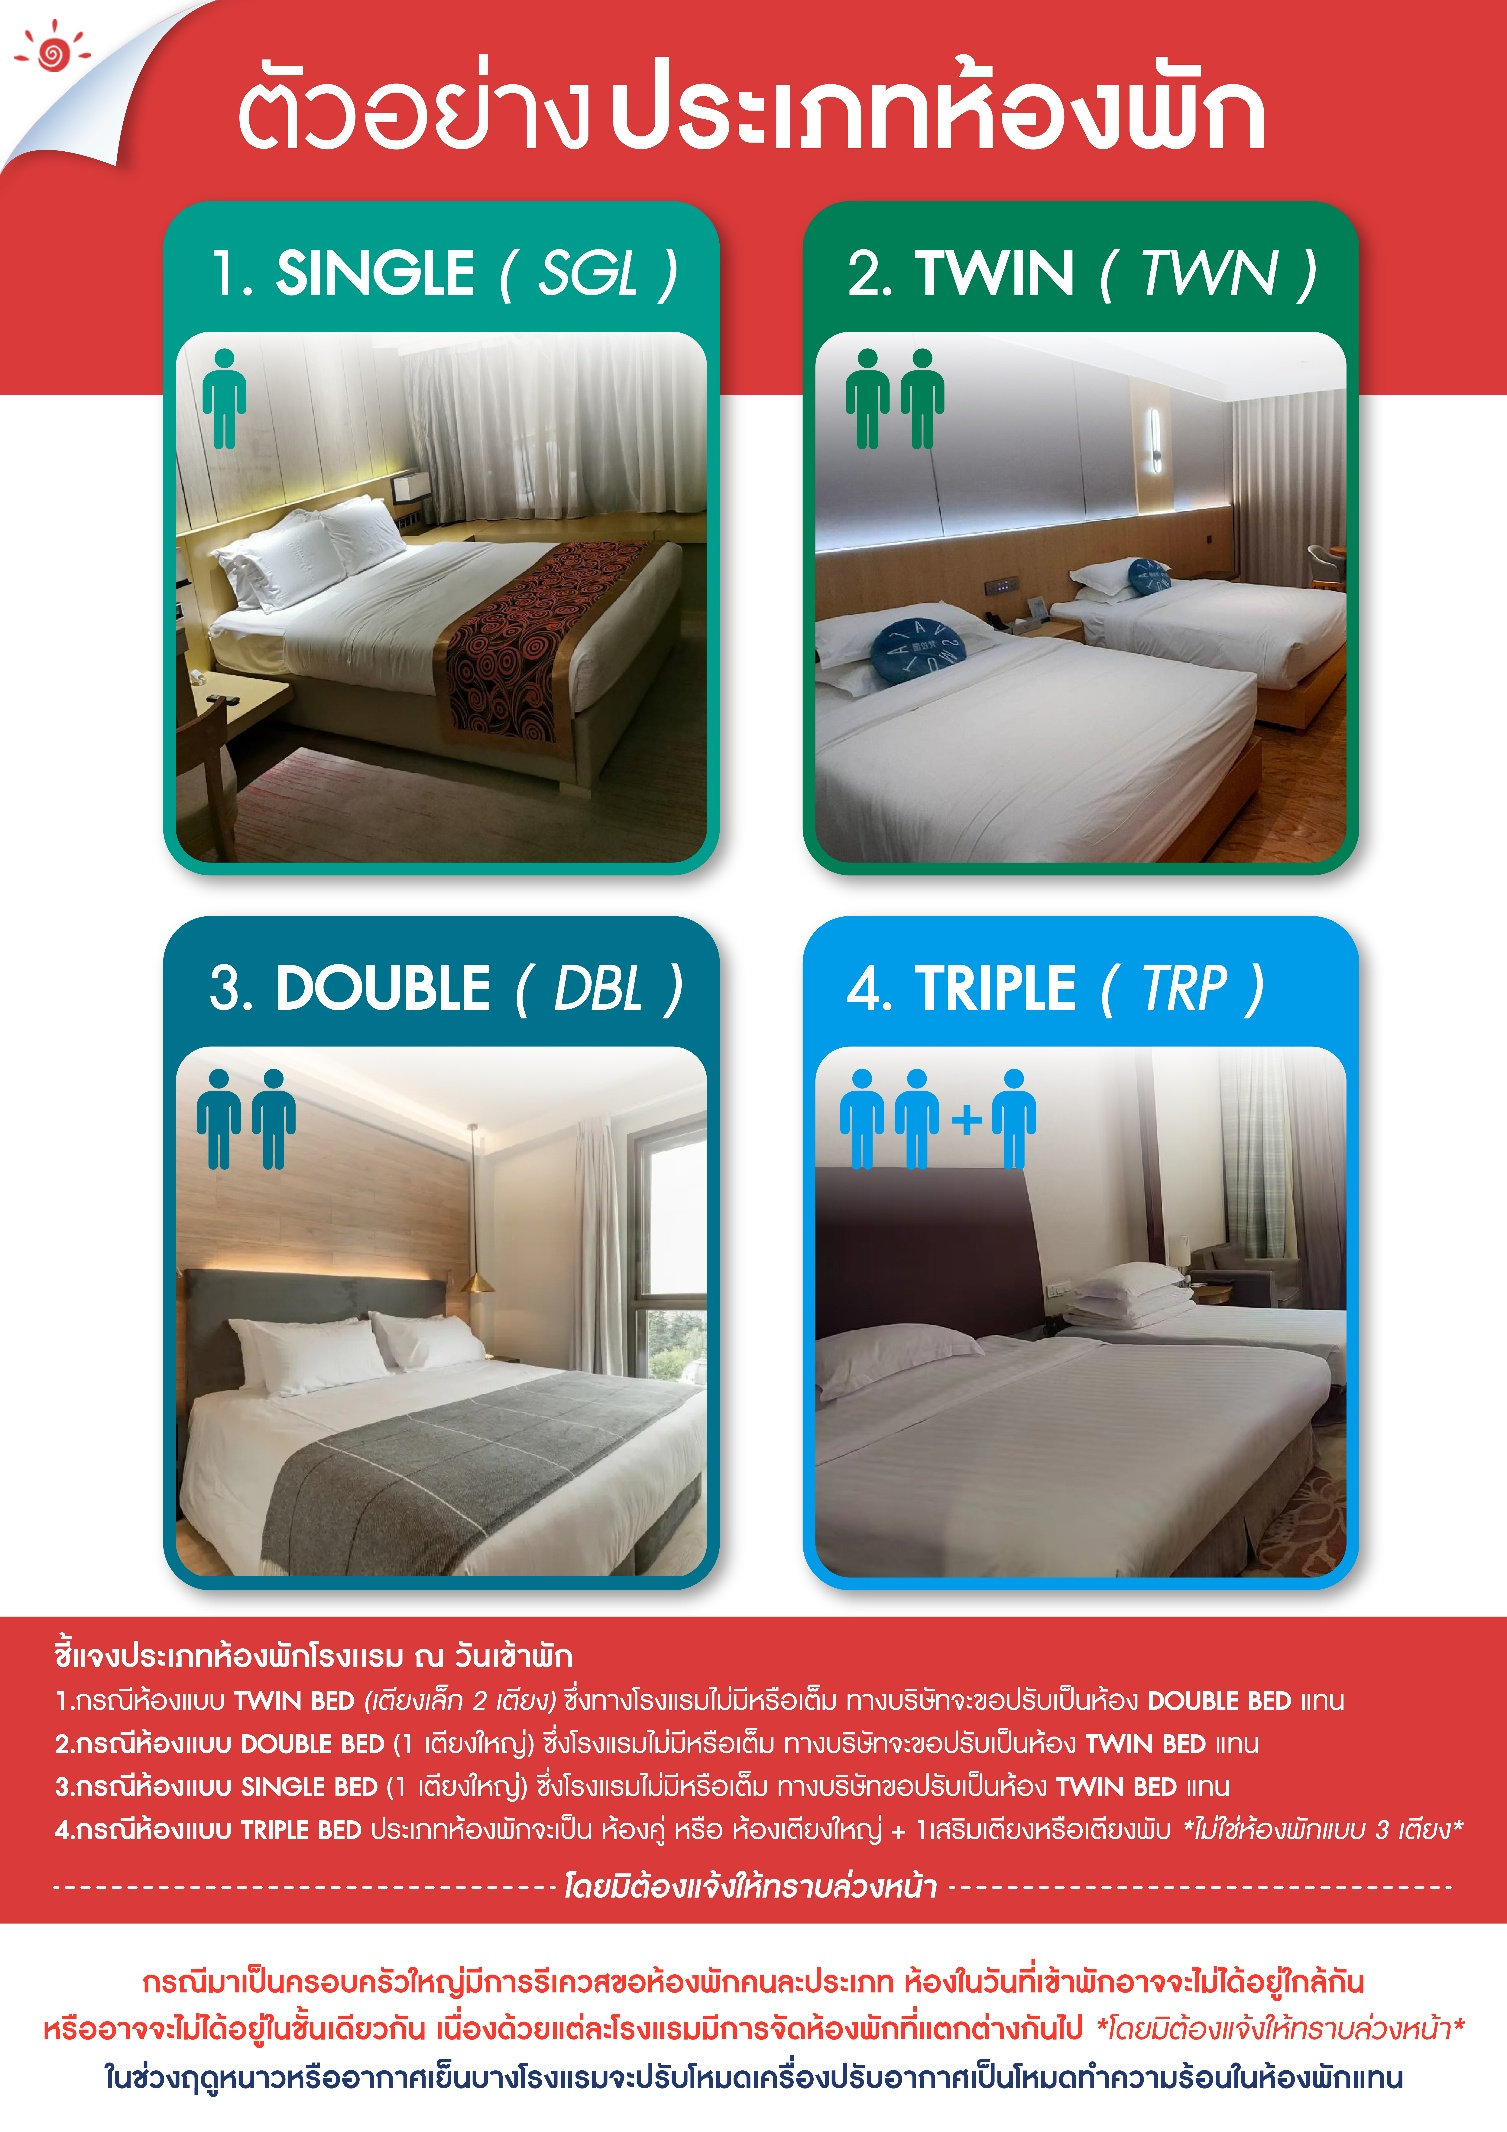 ตัวอย่างประเภทห้องพัก
1. SINGLE ( SGL )
2. TWIN ( TWN )
3. DOUBLE ( DBL )
4. TRIPLE ( TRP )
+
ชี้แจงประเภทห้องพักโรงแรม ณ วันเข้าพัก
1.กรณีห้องแบบ TWIN BED (เตียงเล็ก 2 เตียง) ซึ่งทางโรงแรมไม่มีหรือเต็ม ทางบริษัทจะขอปรับเป็นห้อง DOUBLE BED แทน
2.กรณีห้องแบบ DOUBLE BED (1 เตียงใหญ่) ซึ่งโรงแรมไม่มีหรือเต็ม ทางบริษัทจะขอปรับเป็นห้อง TWIN BED แทน
3.กรณีห้องแบบ SINGLE BED (1 เตียงใหญ่) ซึ่งโรงแรมไม่มีหรือเต็ม ทางบริษัทขอปรับเป็นห้อง TWIN BED แทน
4.กรณีห้องแบบ TRIPLE BED ประเภทห้องพักจะเป็น ห้องคู่ หรือ ห้องเตียงใหญ่ + 1เสริมเตียงหรือเตียงพับ *ไม่ใช่ห้องพักแบบ 3 เตียง*
โดยมิต้องแจ้งให้ทราบล่วงหน้า
กรณีมาเป็นครอบครัวใหญ่มีการรีเควสขอห้องพักคนละประเภท ห้องในวันที่เข้าพักอาจจะไม่ได้อยู่ใกล้กัน
หรืออาจจะไม่ได้อยู่ในชั้นเดียวกัน เนื่องด้วยแต่ละโรงแรมมีการจัดห้องพักที่แตกต่างกันไป *โดยมิต้องแจ้งให้ทราบล่วงหน้า*
ในช่วงฤดูหนาวหรืออากาศเย็นบางโรงแรมจะปรับโหมดเครื่องปรับอากาศเป็นโหมดทำความร้อนในห้องพักแทน